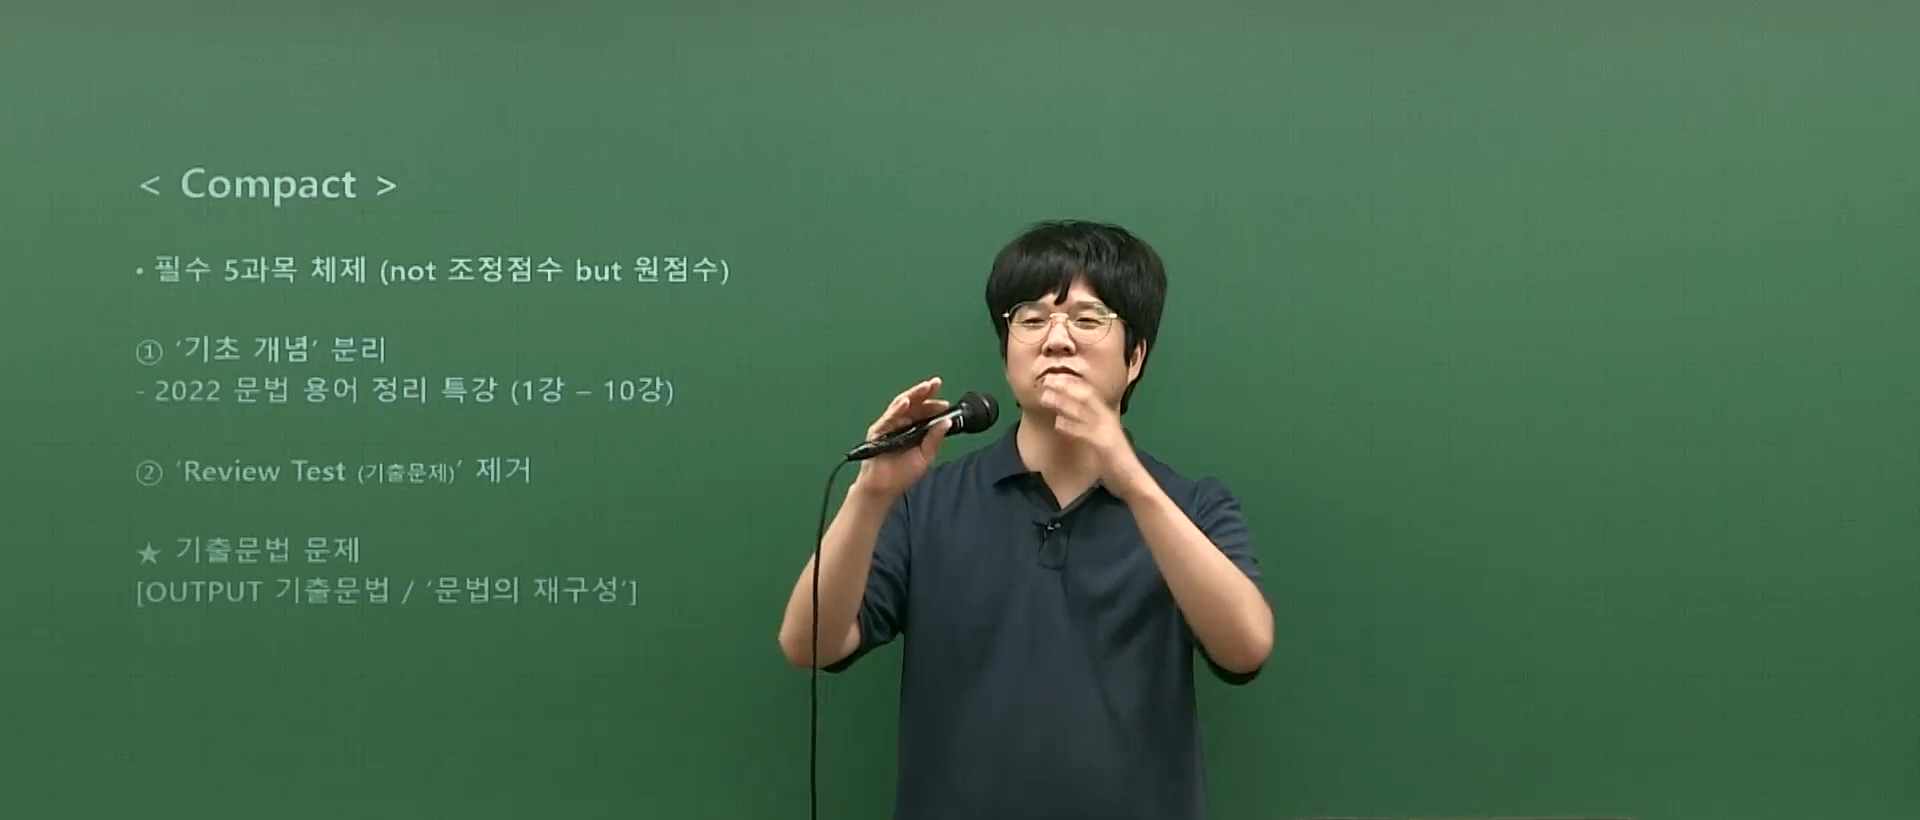 < Compact >
• 필수 5과목 체제 (not 조정점수 but 원점수)
① ‘기초 개념’ 분리
- 2022 문법 용어 정리 특강 (1강 – 10강)
② ‘Review Test (기출문제)’ 제거
★ 기출문법 문제
[OUTPUT 기출문법 / ‘문법의 재구성’]